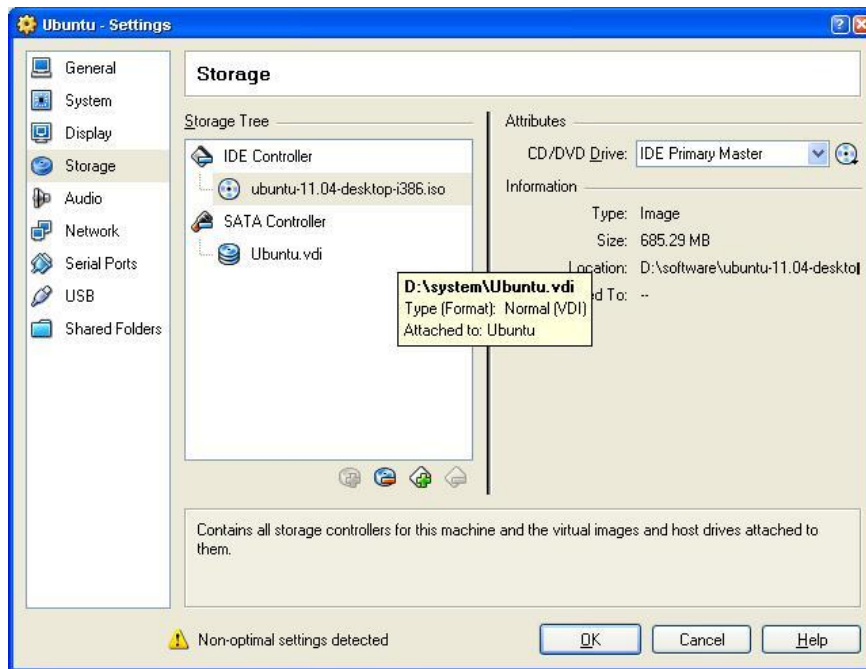 Ubuntu - Settings
General
System
Display
Storage
Audio
Network
Serial Ports
USB
Shared Folders
Storage
Storage Tree
IDE Controller
ubuntu-11.04-desktop-i386.iso
SATA Controller
Ubuntu.vdi
D:\system\Ubuntu.vdi
Type (Format): Normal (VDI)
Attached to: Ubuntu
Attributes
CD/DVD Drive: IDE Primary Master
Information
Type: Image
Size: 685.29 MB
Location: D:\software\ubuntu-11.04-deskto
ed To: --
Contains all storage controllers for this machine and the virtual images and host drives attached to
them.
Non-optimal settings detected
OK
Cancel
Help